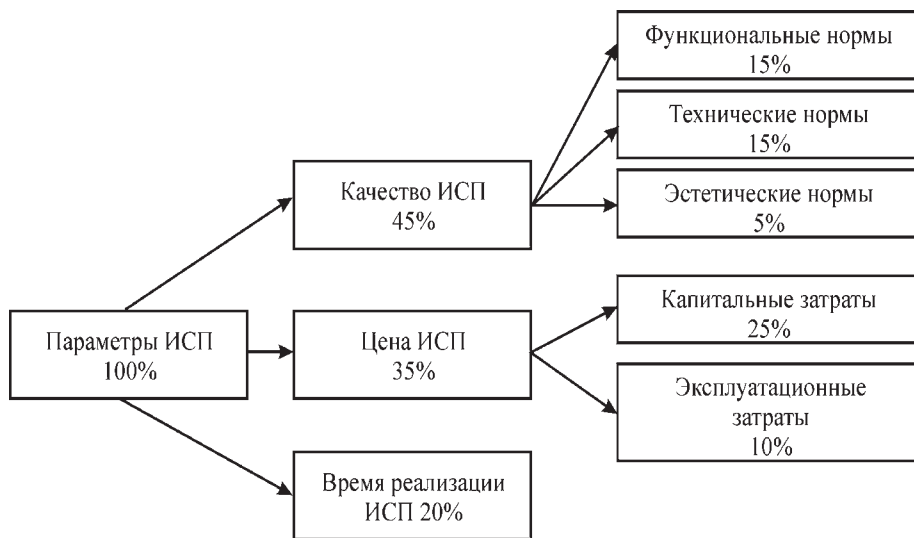 Функциональные нормы
15%
Технические нормы
15%
Качество ИСП
45%
Эстетические нормы
5%
Капитальные затраты
25%
Параметры ИСП
100%
Цена ИСП
35%
Эксплуатационные
затраты
10%
Время реализации
ИСП 20%